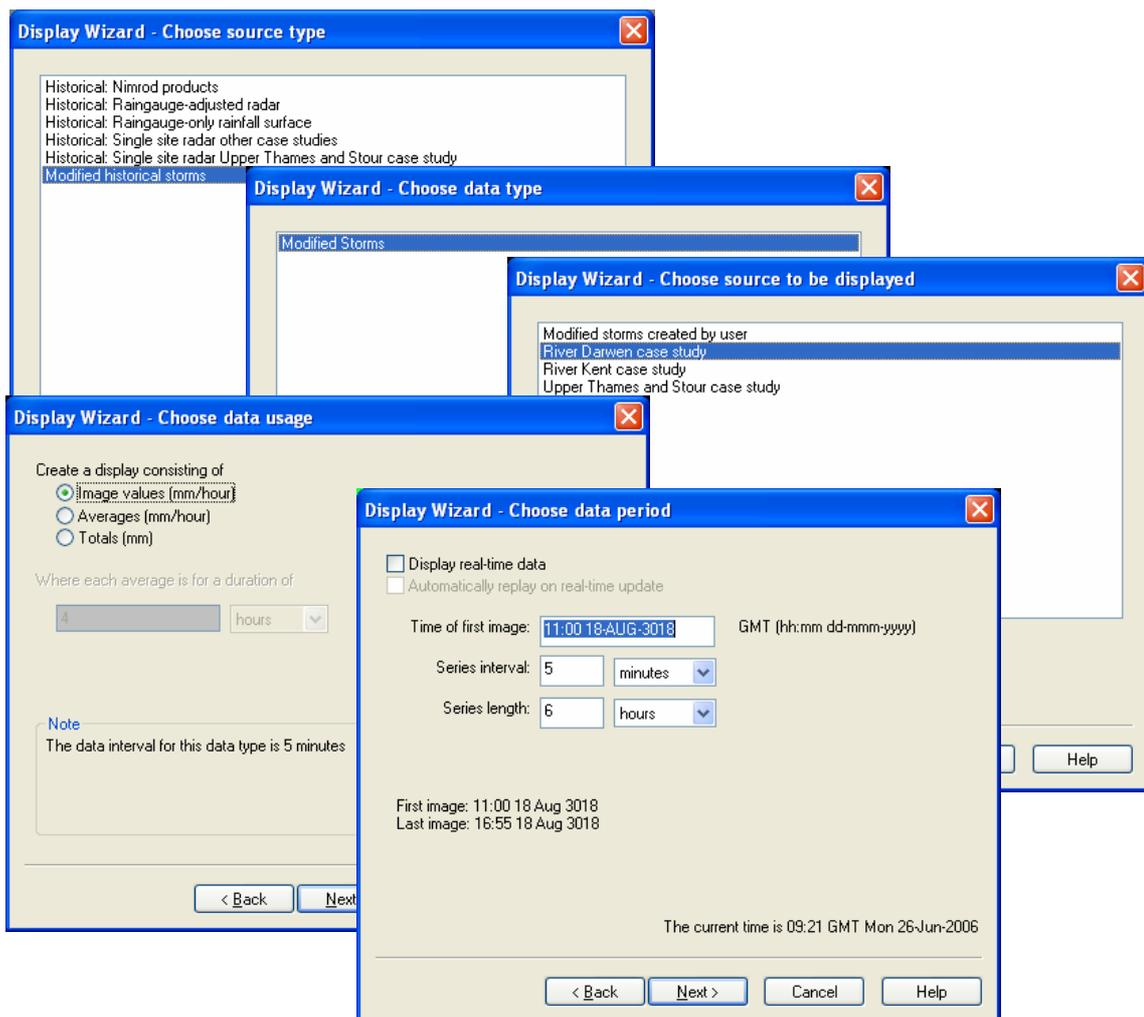 Display Wizard - Choose source type
Historical: Nimrod products
Historical: Raingauge-adjusted radar
Historical: Raingauge-only rainfall surface
Historical: Single site radar other case studies
Historical: Single site radar Upper Thames and Stour case study
Modified historical storms
Display Wizard - Choose data type
Modified Storms
Display Wizard - Choose source to be displayed
Modified storms created by user
River Darwen case study
River Kent case study
Upper Thames and Stour case study
Help
Display Wizard - Choose data usage
Create a display consisting of
Image values (mm/hour)
Averages (mm/hour)
Totals (mm)
Where each average is for a duration of
4 hours
Note
The data interval for this data type is 5 minutes
< Back Next
Display Wizard - Choose data period
Display real-time data
Automatically replay on real-time update
Time of first image: 11:00 18-AUG-3018 GMT (hh:mm dd-mmm-yyyy)
Series interval: 5 minutes
Series length: 6 hours
First image: 11:00 18 Aug 3018
Last image: 16:55 18 Aug 3018
The current time is 09:21 GMT Mon 26-Jun-2006
< Back Next > Cancel Help